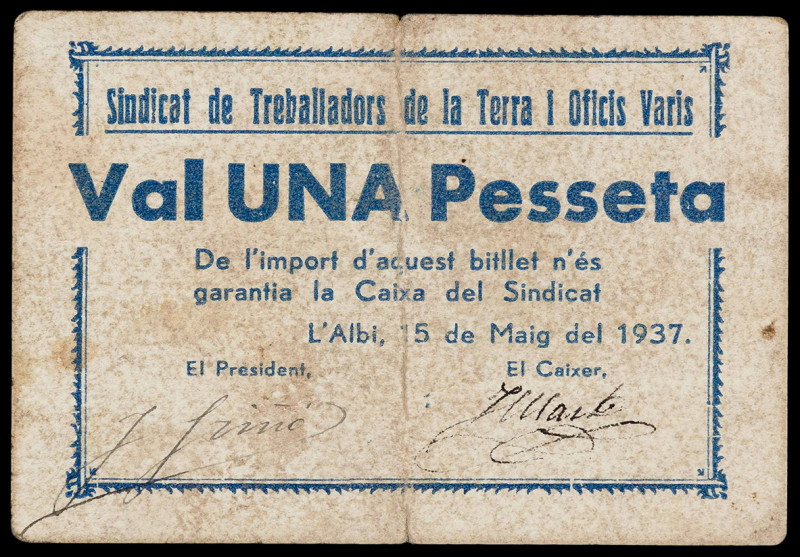 Sindicat de Treballadors de la Terra i Oficis Varis
Val UNA Pesseta
De l'import d'aquest bitllet n'és
garantia la Caixa del Sindicat
L'Albi, 15 de Maig del 1937.
El President, El Caixer,